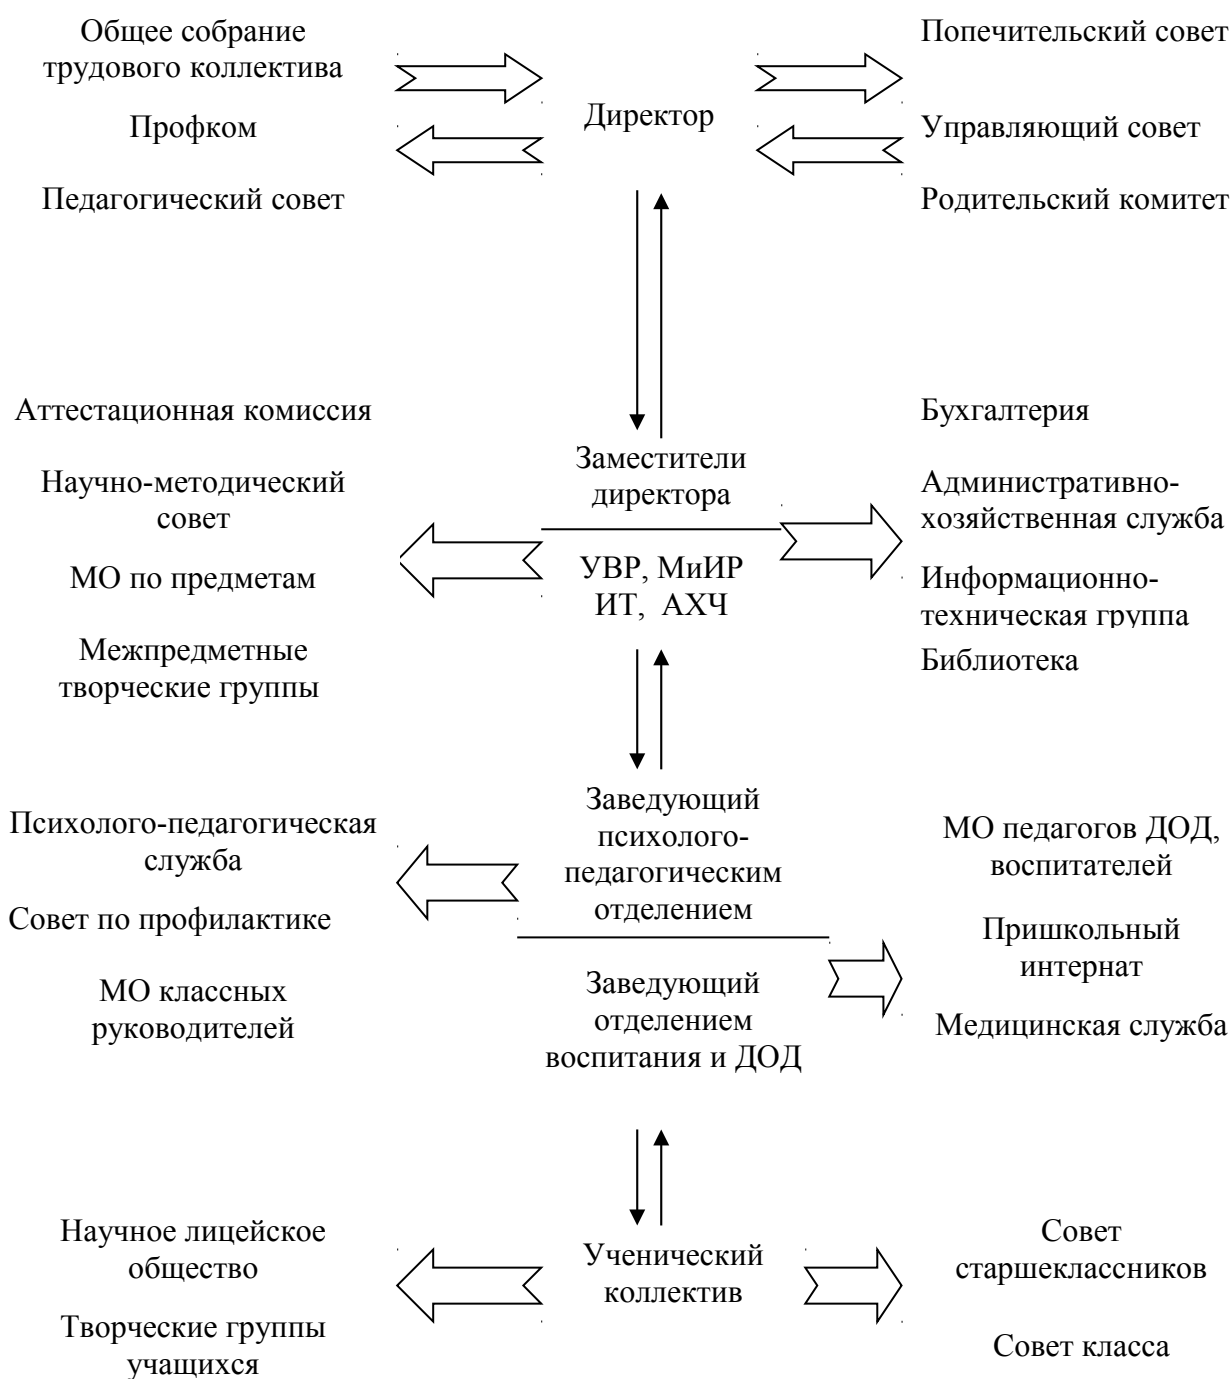 Общее собрание
трудового коллектива
Профком
Педагогический совет
Директор
Попечительский совет
Управляющий совет
Родительский комитет
Аттестационная комиссия
Научно-методический
совет
МО по предметам
Межпредметные
творческие группы
Заместители
директора
УВР, МиИР
ИТ, АХЧ
Бухгалтерия
Административно-
хозяйственная служба
Информационно-
техническая группа
Библиотека
Психолого-педагогическая
служба
Совет по профилактике
МО классных
руководителей
Заведующий
психолого-
педагогическим
отделением
Заведующий
отделением
воспитания и ДОД
МО педагогов ДОД,
воспитателей
Пришкольный
интернат
Медицинская служба
Научное лицейское
общество
Творческие группы
учащихся
Ученический
коллектив
Совет
старшеклассников
Совет класса